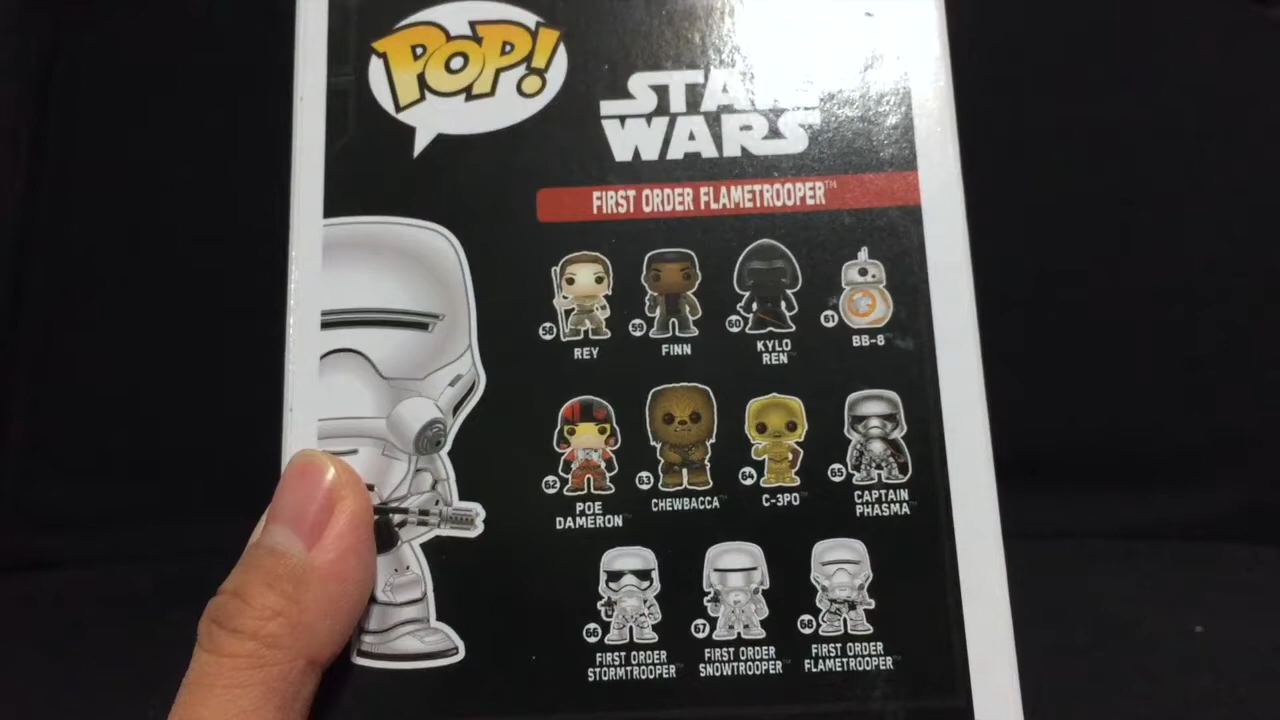 POP!
STAR
WARS
FIRST ORDER FLAMETROOPER™
58
REY
59
FINN
60
KYLO
REN™
61
BB-8™
62
POE
DAMERON™
63
CHEWBACCA™
64
C-3PO™
65
CAPTAIN
PHASMA™
66
FIRST ORDER
STORMTROOPER™
67
FIRST ORDER
SNOWTROOPER™
68
FIRST ORDER
FLAMETROOPER™